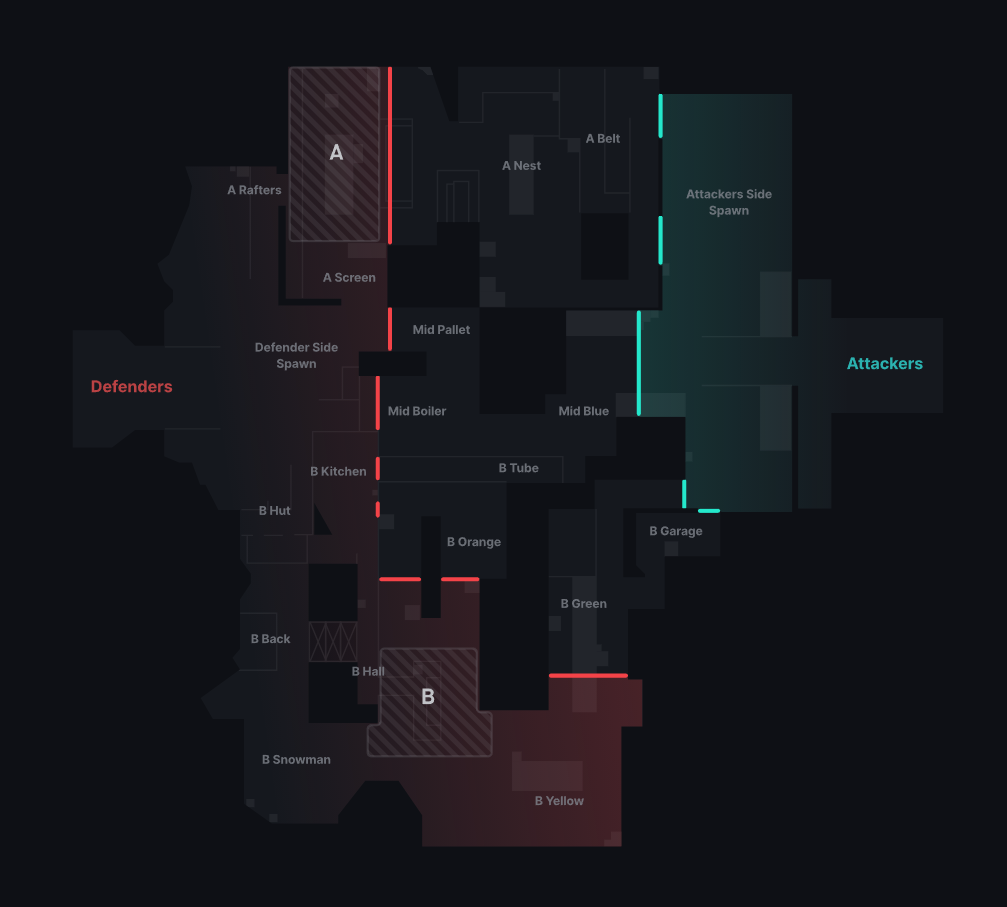 A
A Belt
A Nest
A Rafters
Attackers Side
Spawn
A Screen
Mid Pallet
Defender Side
Spawn
Attackers
Defenders
Mid Boiler
Mid Blue
B Kitchen
B Tube
B Hut
B Orange
B Garage
B Green
B Back
B Hall
B
B Snowman
B Yellow